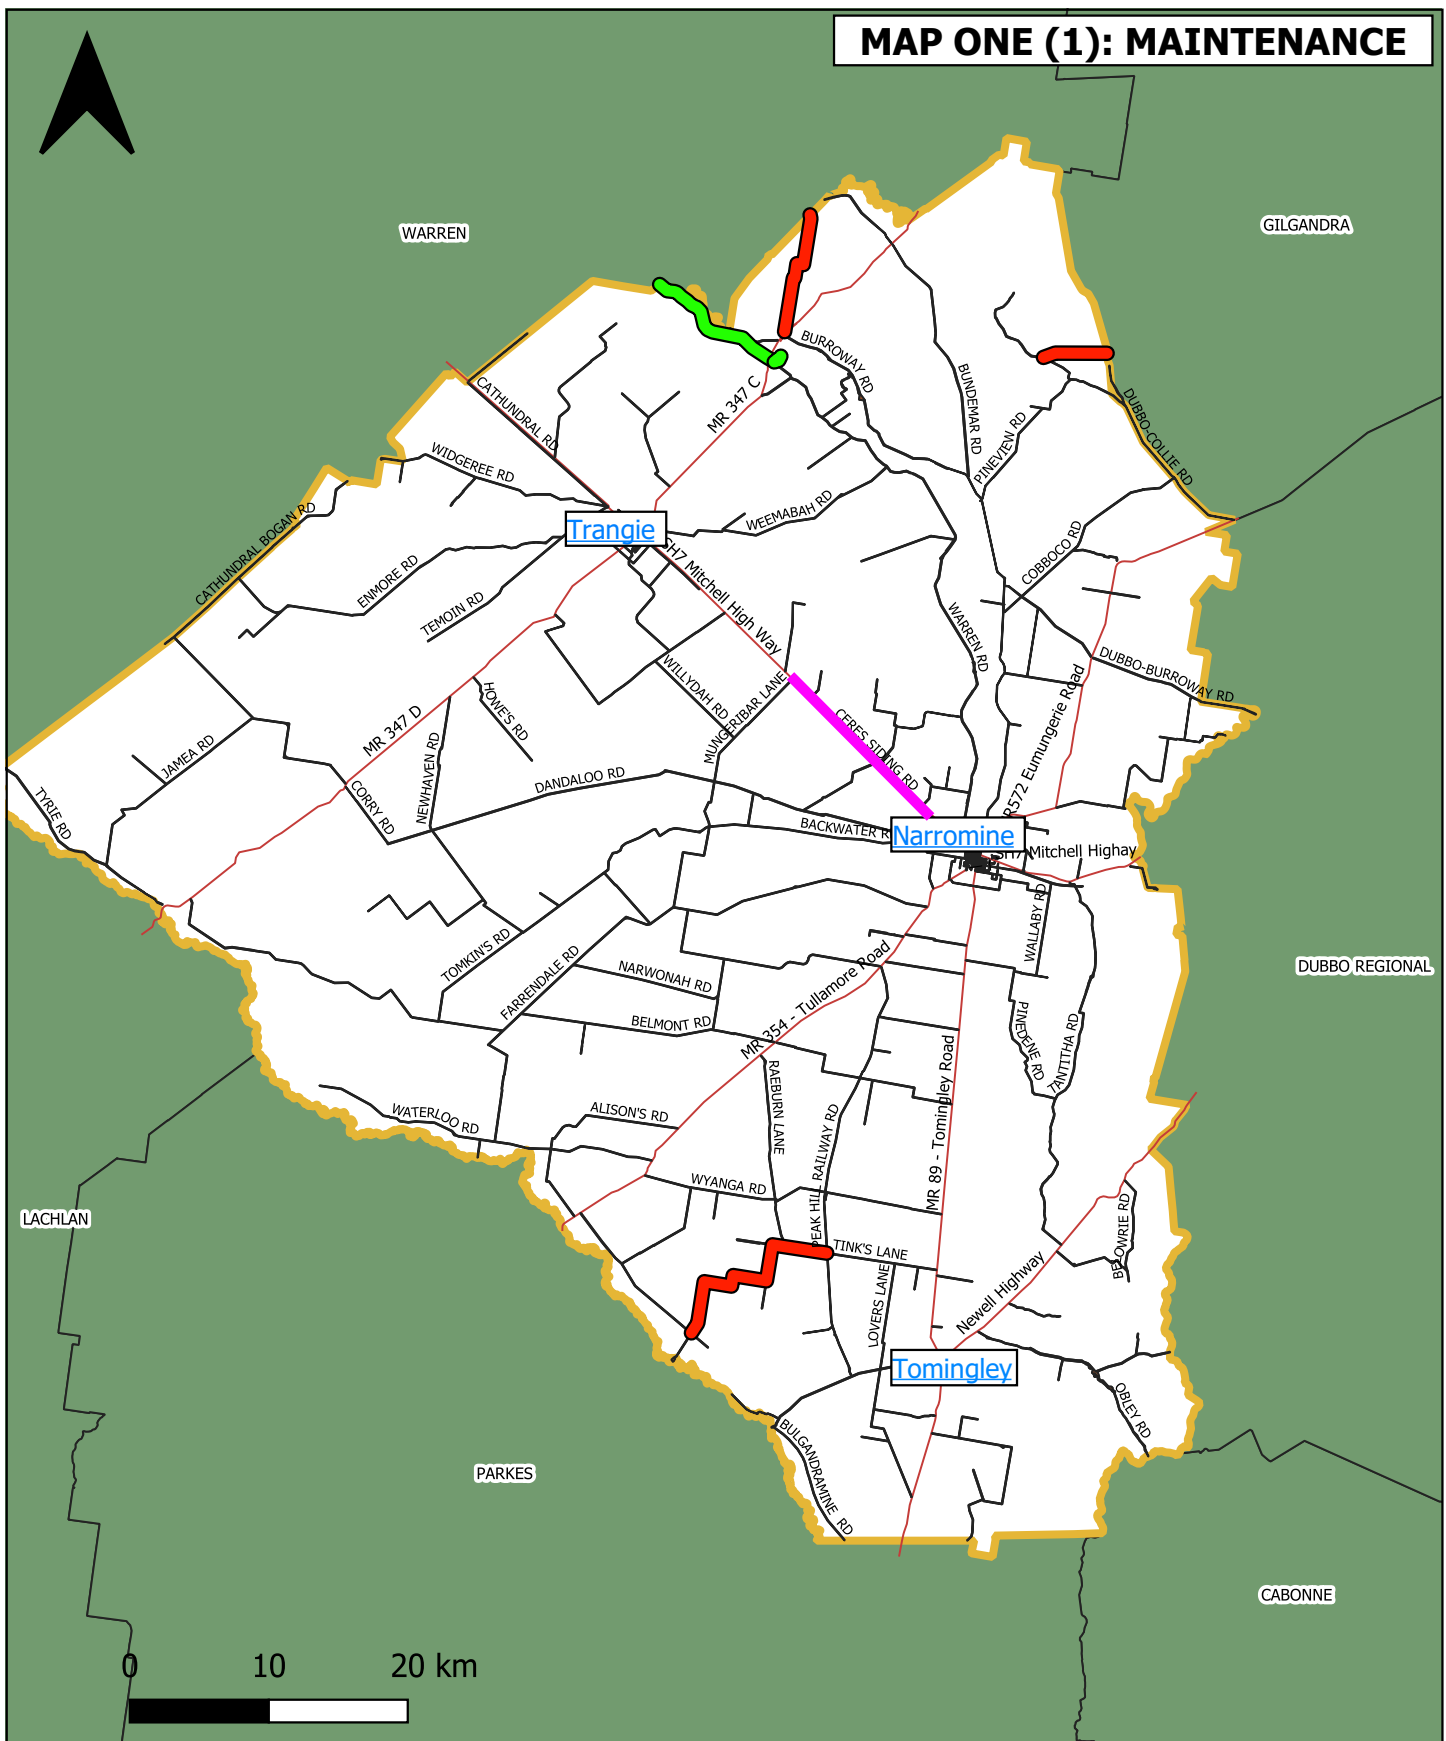 MAP ONE (1): MAINTENANCE
WARREN
GILGANDRA
BURROWAY RD
BUNDEMAR RD
MR 347 C
CATHUNDRAL RD
PINEVIEW RD
DUBBO-COLLIE RD
WIDGEREE RD
CATHUNDRAL BOGAN RD
Trangie
WEEMABAH RD
SH7 Mitchell High Way
COBBOCO RD
ENMORE RD
TEMOIN RD
WARREN RD
DUBBO-BURROWAY RD
WILLYDAH RD
MUNGERIBAR LANE
HOWE'S RD
MR 347 D
CERES SIDING RD
R572 Eumungerie Road
JAMEA RD
NEWHAVEN RD
DANDALOO RD
TYRIE RD
CORRY RD
BACKWATER R
Narromine
SH7 Mitchell Highay
WALLABY RD
TOMKIN'S RD
FARRENDALE RD
NARWONAH RD
DUBBO REGIONAL
BELMONT RD
MR 354 - Tullamore Road
PINEDENE RD
TANTITHA RD
RAEBURN LANE
MR 89 - Tomingley Road
WATERLOO RD
ALISON'S RD
PEAK HILL RAILWAY RD
WYANGA RD
LACHLAN
TINK'S LANE
BEROWRIE RD
LOVERS LANE
Newell Highway
Tomingley
OBLEY RD
BULGANDRAMINE RD
PARKES
CABONNE
0 10 20 km